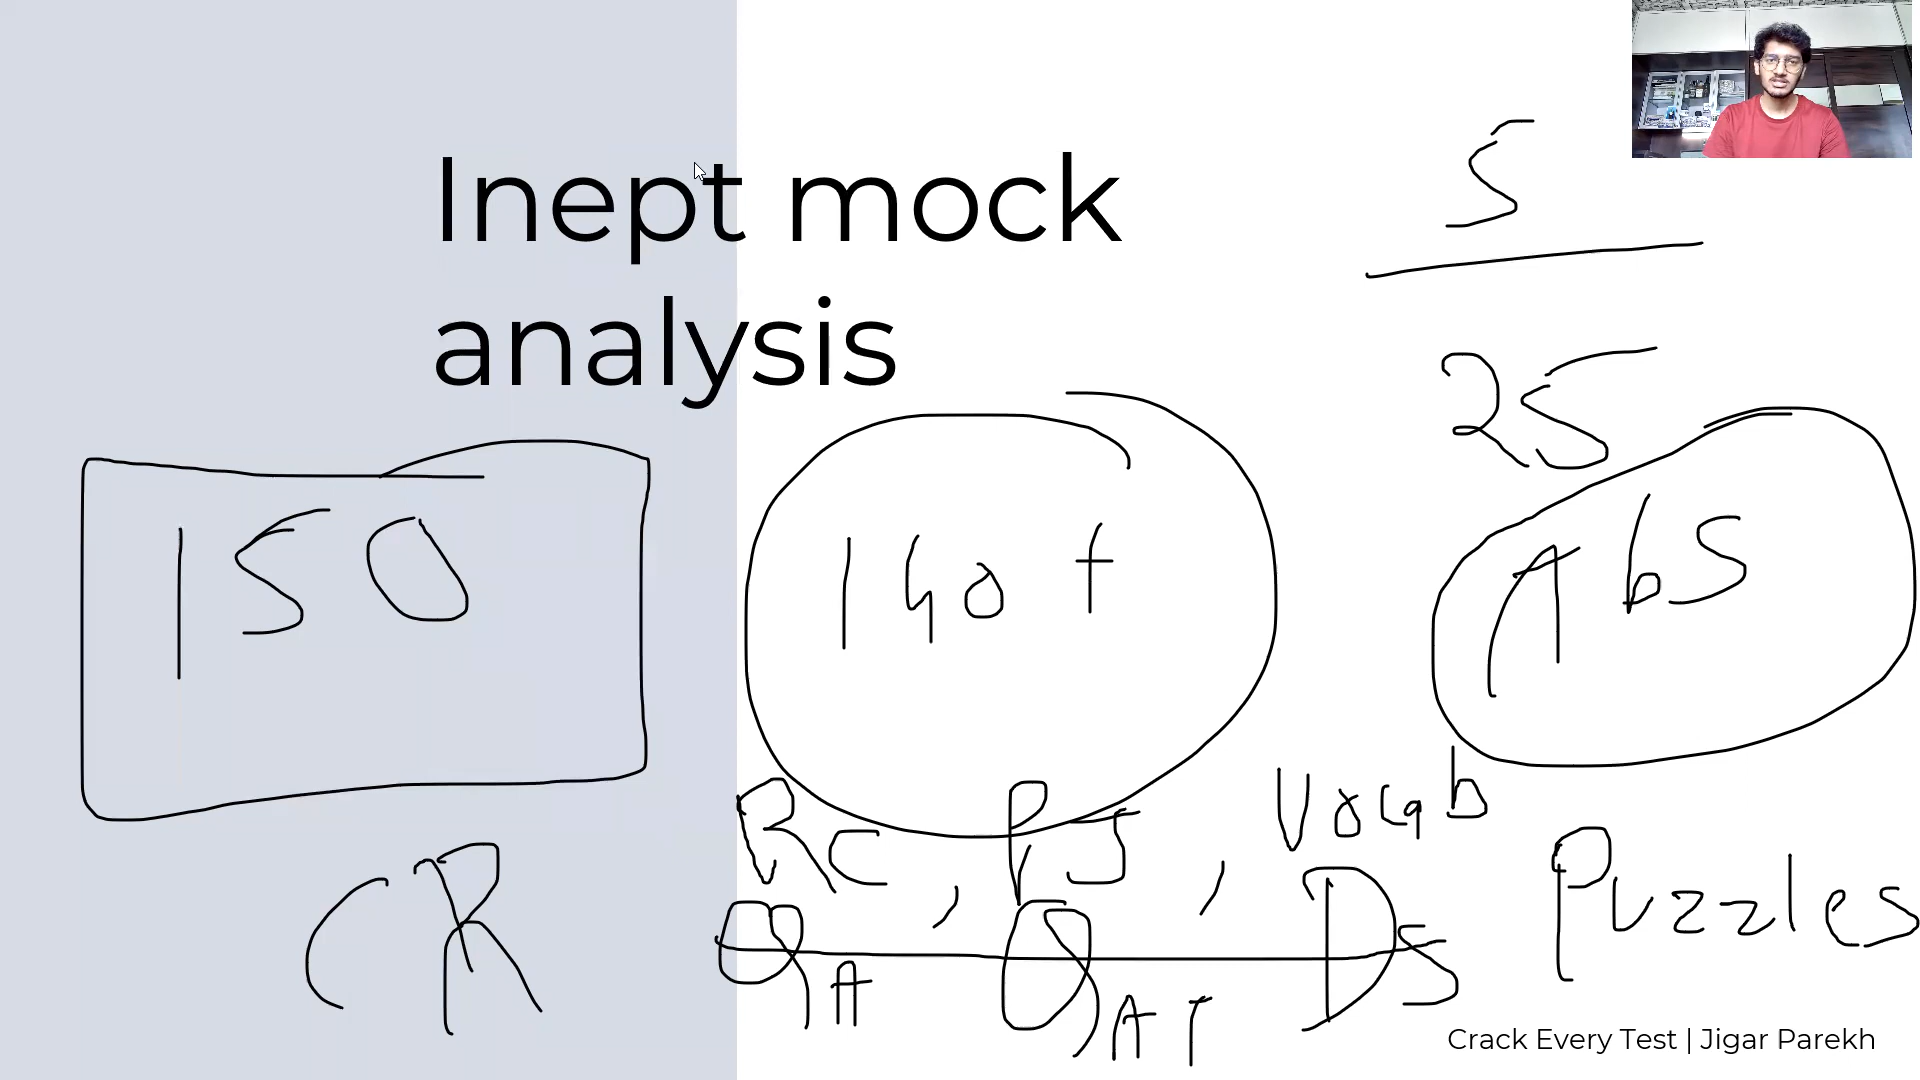 Inept mock
analysis
5
25
150
140 +
Abs
RC, PJ, Vocab
CR
QA QAT DS
Puzzles
Crack Every Test | Jigar Parekh